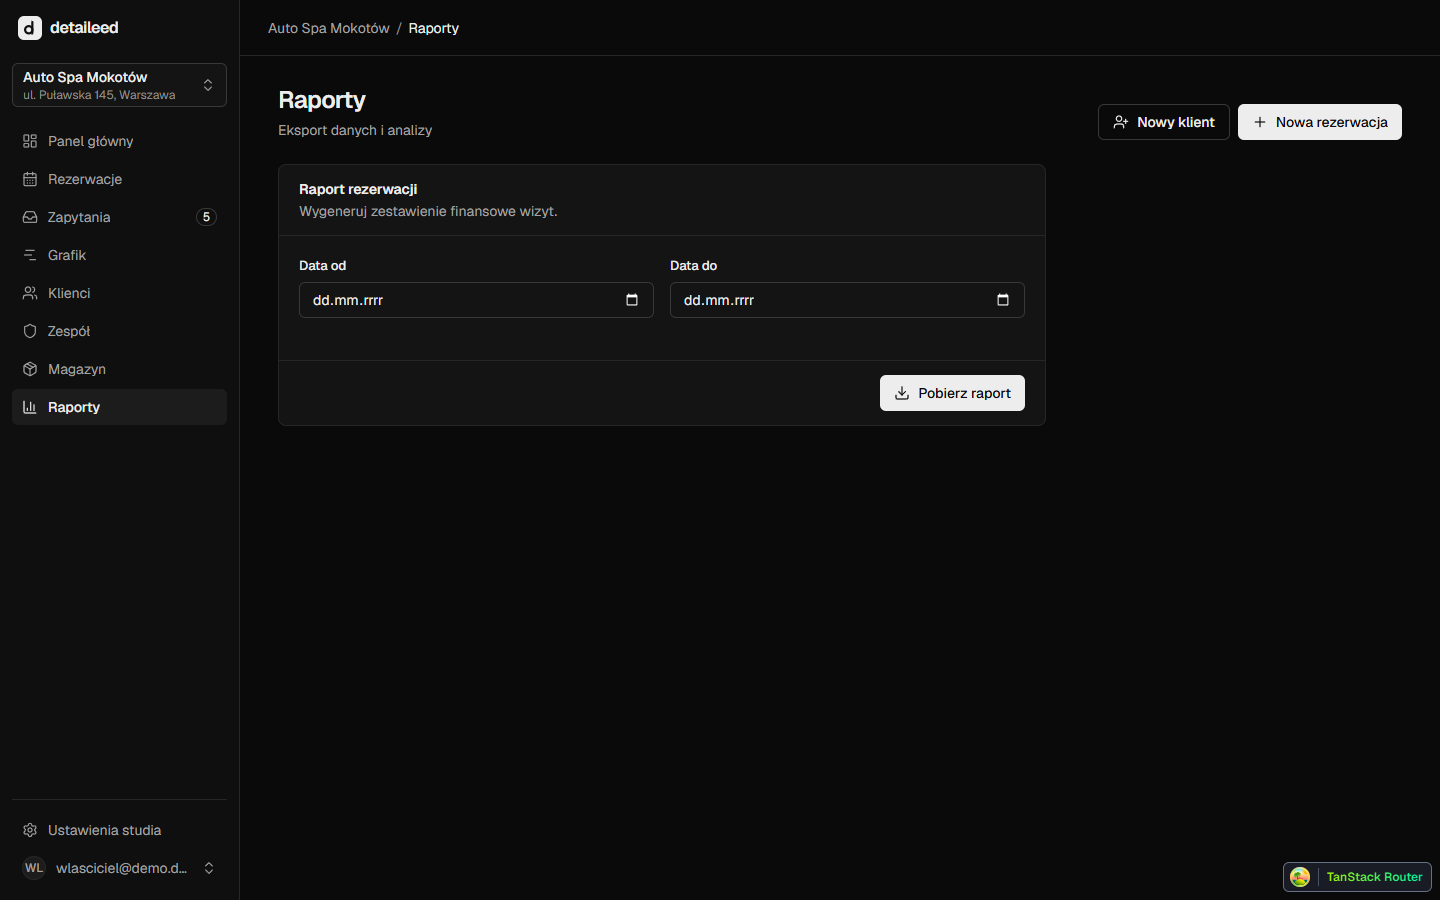 d detaileed
Auto Spa Mokotów / Raporty
Auto Spa Mokotów
ul. Puławska 145, Warszawa
Panel główny
Rezerwacje
Zapytania 5
Grafik
Klienci
Zespół
Magazyn
Raporty
Raporty
Eksport danych i analizy
Nowy klient
Nowa rezerwacja
Raport rezerwacji
Wygeneruj zestawienie finansowe wizyt.
Data od
Data do
dd.mm.rrrr
dd.mm.rrrr
Pobierz raport
Ustawienia studia
WL wlasciciel@demo.d...
TanStack Router